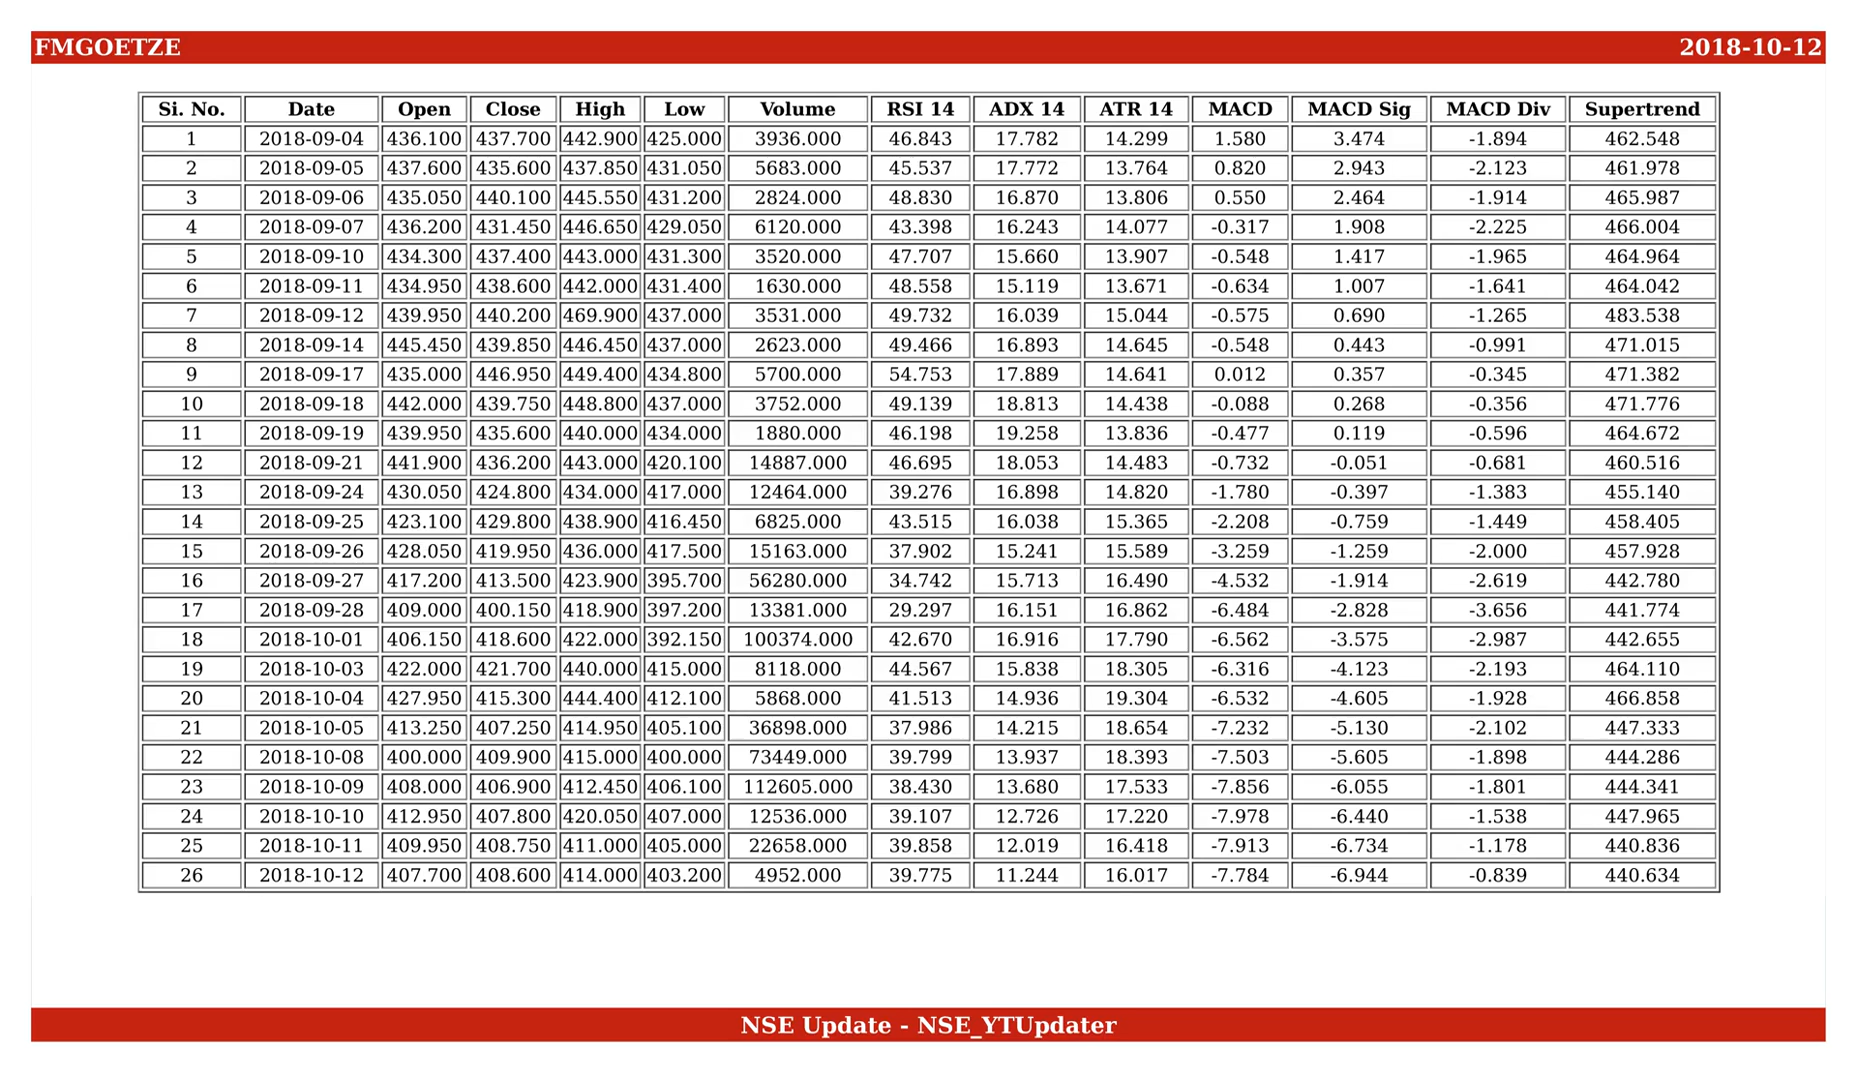 FMGOETZE 2018-10-12
Si. No. Date Open Close High Low Volume RSI 14 ADX 14 ATR 14 MACD MACD Sig MACD Div Supertrend
1 2018-09-04 436.100 437.700 442.900 425.000 3936.000 46.843 17.782 14.299 1.580 3.474 -1.894 462.548
2 2018-09-05 437.600 435.600 437.850 431.050 5683.000 45.537 17.772 13.764 0.820 2.943 -2.123 461.978
3 2018-09-06 435.050 440.100 445.550 431.200 2824.000 48.830 16.870 13.806 0.550 2.464 -1.914 465.987
4 2018-09-07 436.200 431.450 446.650 429.050 6120.000 43.398 16.243 14.077 -0.317 1.908 -2.225 466.004
5 2018-09-10 434.300 437.400 443.000 431.300 3520.000 47.707 15.660 13.907 -0.548 1.417 -1.965 464.964
6 2018-09-11 434.950 438.600 442.000 431.400 1630.000 48.558 15.119 13.671 -0.634 1.007 -1.641 464.042
7 2018-09-12 439.950 440.200 469.900 437.000 3531.000 49.732 16.039 15.044 -0.575 0.690 -1.265 483.538
8 2018-09-14 445.450 439.850 446.450 437.000 2623.000 49.466 16.893 14.645 -0.548 0.443 -0.991 471.015
9 2018-09-17 435.000 446.950 449.400 434.800 5700.000 54.753 17.889 14.641 0.012 0.357 -0.345 471.382
10 2018-09-18 442.000 439.750 448.800 437.000 3752.000 49.139 18.813 14.438 -0.088 0.268 -0.356 471.776
11 2018-09-19 439.950 435.600 440.000 434.000 1880.000 46.198 19.258 13.836 -0.477 0.119 -0.596 464.672
12 2018-09-21 441.900 436.200 443.000 420.100 14887.000 46.695 18.053 14.483 -0.732 -0.051 -0.681 460.516
13 2018-09-24 430.050 424.800 434.000 417.000 12464.000 39.276 16.898 14.820 -1.780 -0.397 -1.383 455.140
14 2018-09-25 423.100 429.800 438.900 416.450 6825.000 43.515 16.038 15.365 -2.208 -0.759 -1.449 458.405
15 2018-09-26 428.050 419.950 436.000 417.500 15163.000 37.902 15.241 15.589 -3.259 -1.259 -2.000 457.928
16 2018-09-27 417.200 413.500 423.900 395.700 56280.000 34.742 15.713 16.490 -4.532 -1.914 -2.619 442.780
17 2018-09-28 409.000 400.150 418.900 397.200 13381.000 29.297 16.151 16.862 -6.484 -2.828 -3.656 441.774
18 2018-10-01 406.150 418.600 422.000 392.150 100374.000 42.670 16.916 17.790 -6.562 -3.575 -2.987 442.655
19 2018-10-03 422.000 421.700 440.000 415.000 8118.000 44.567 15.838 18.305 -6.316 -4.123 -2.193 464.110
20 2018-10-04 427.950 415.300 444.400 412.100 5868.000 41.513 14.936 19.304 -6.532 -4.605 -1.928 466.858
21 2018-10-05 413.250 407.250 414.950 405.100 36898.000 37.986 14.215 18.654 -7.232 -5.130 -2.102 447.333
22 2018-10-08 400.000 409.900 415.000 400.000 73449.000 39.799 13.937 18.393 -7.503 -5.605 -1.898 444.286
23 2018-10-09 408.000 406.900 412.450 406.100 112605.000 38.430 13.680 17.533 -7.856 -6.055 -1.801 444.341
24 2018-10-10 412.950 407.800 420.050 407.000 12536.000 39.107 12.726 17.220 -7.978 -6.440 -1.538 447.965
25 2018-10-11 409.950 408.750 411.000 405.000 22658.000 39.858 12.019 16.418 -7.913 -6.734 -1.178 440.836
26 2018-10-12 407.700 408.600 414.000 403.200 4952.000 39.775 11.244 16.017 -7.784 -6.944 -0.839 440.634
NSE Update - NSE_YTUpdater